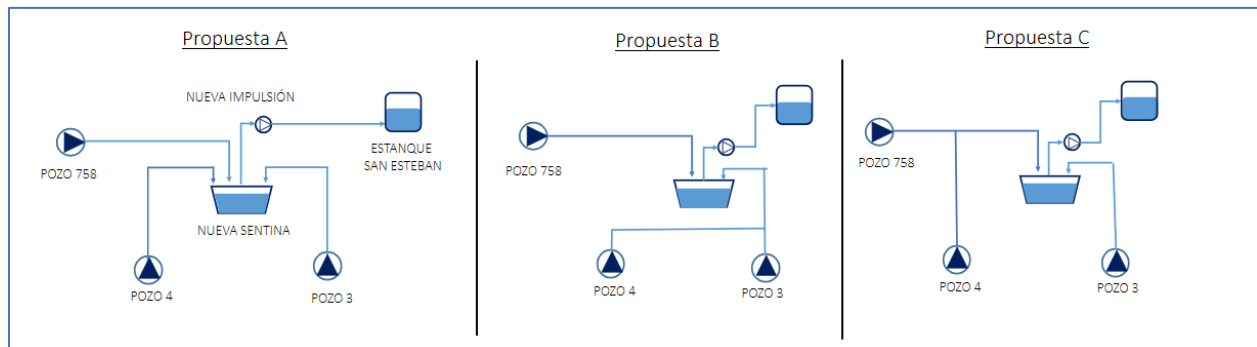 Propuesta A
NUEVA IMPULSIÓN
POZO 758
ESTANQUE
SAN ESTEBAN
NUEVA SENTINA
POZO 4
POZO 3
Propuesta B
POZO 758
POZO 4
POZO 3
Propuesta C
POZO 758
POZO 4
POZO 3